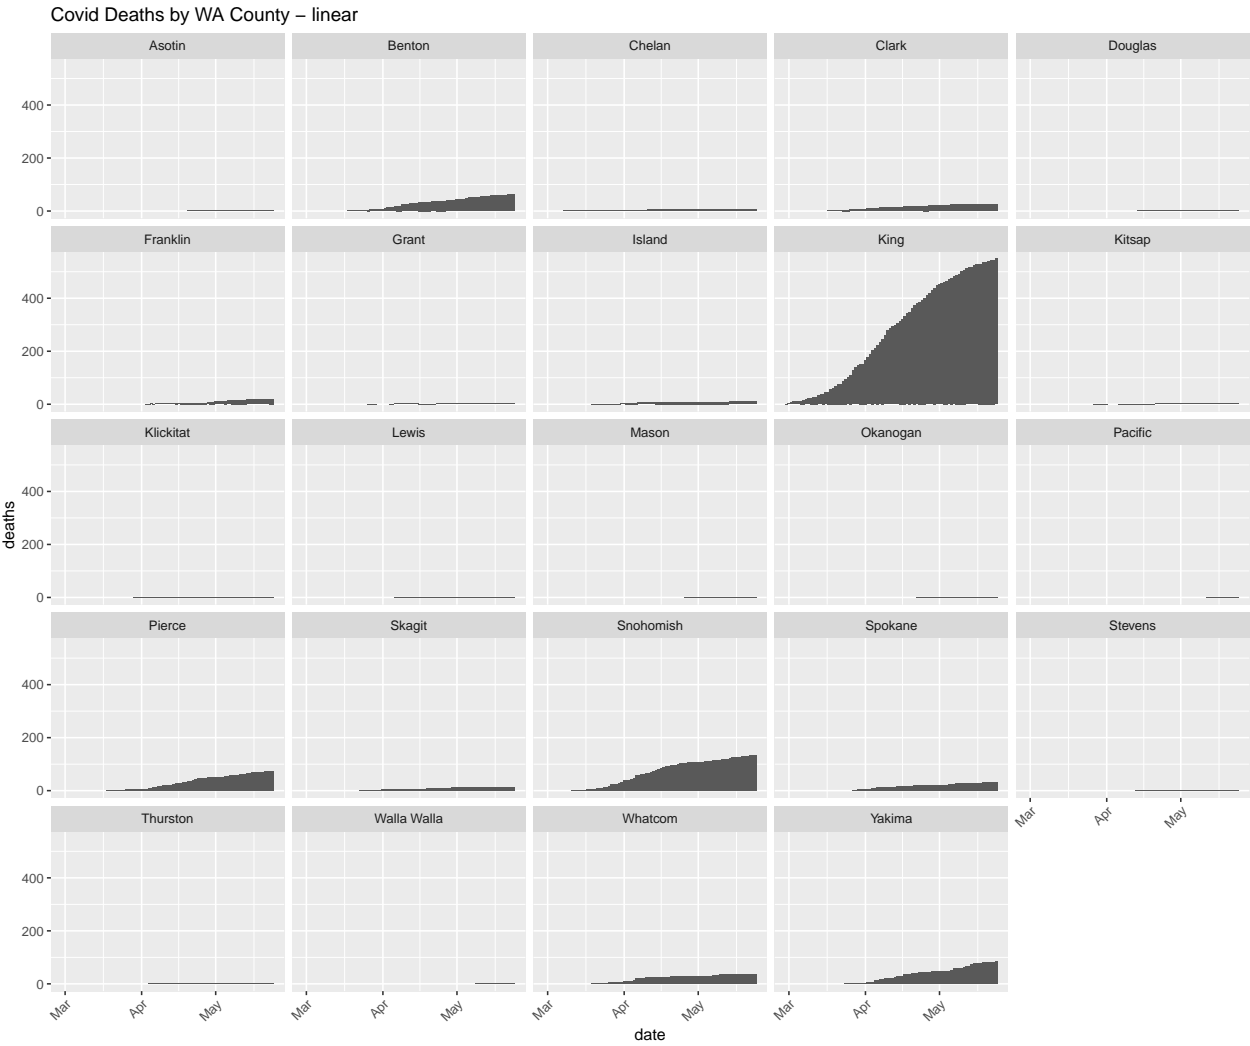 Covid Deaths by WA County – linear
Asotin Benton Chelan Clark Douglas
400
200
0
Franklin Grant Island King Kitsap
400
200
0
Klickitat Lewis Mason Okanogan Pacific
400
200
0
deaths
Pierce Skagit Snohomish Spokane Stevens
400
200
0
Mar Apr May
Thurston Walla Walla Whatcom Yakima
400
200
0
Mar Apr May Mar Apr May Mar Apr May Mar Apr May
date